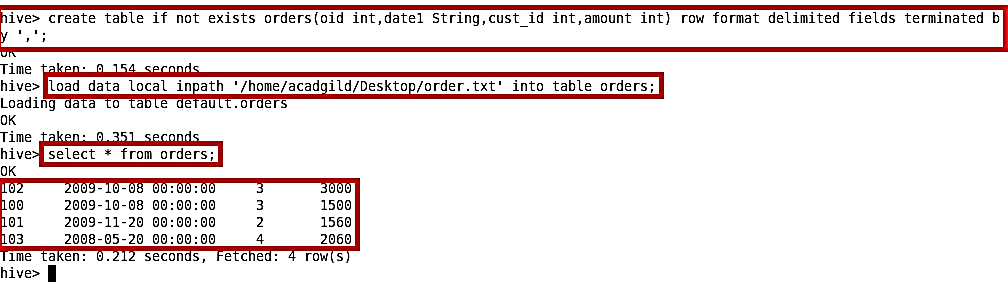 hive> create table if not exists orders(oid int,date1 String,cust_id int,amount int) row format delimited fields terminated b
y ',';
OK
Time taken: 0.154 seconds
hive> load data local inpath '/home/acadgild/Desktop/order.txt' into table orders;
Loading data to table default.orders
OK
Time taken: 0.351 seconds
hive> select * from orders;
OK
102 2009-10-08 00:00:00 3 3000
100 2009-10-08 00:00:00 3 1500
101 2009-11-20 00:00:00 2 1560
103 2008-05-20 00:00:00 4 2060
Time taken: 0.212 seconds, Fetched: 4 row(s)
hive>